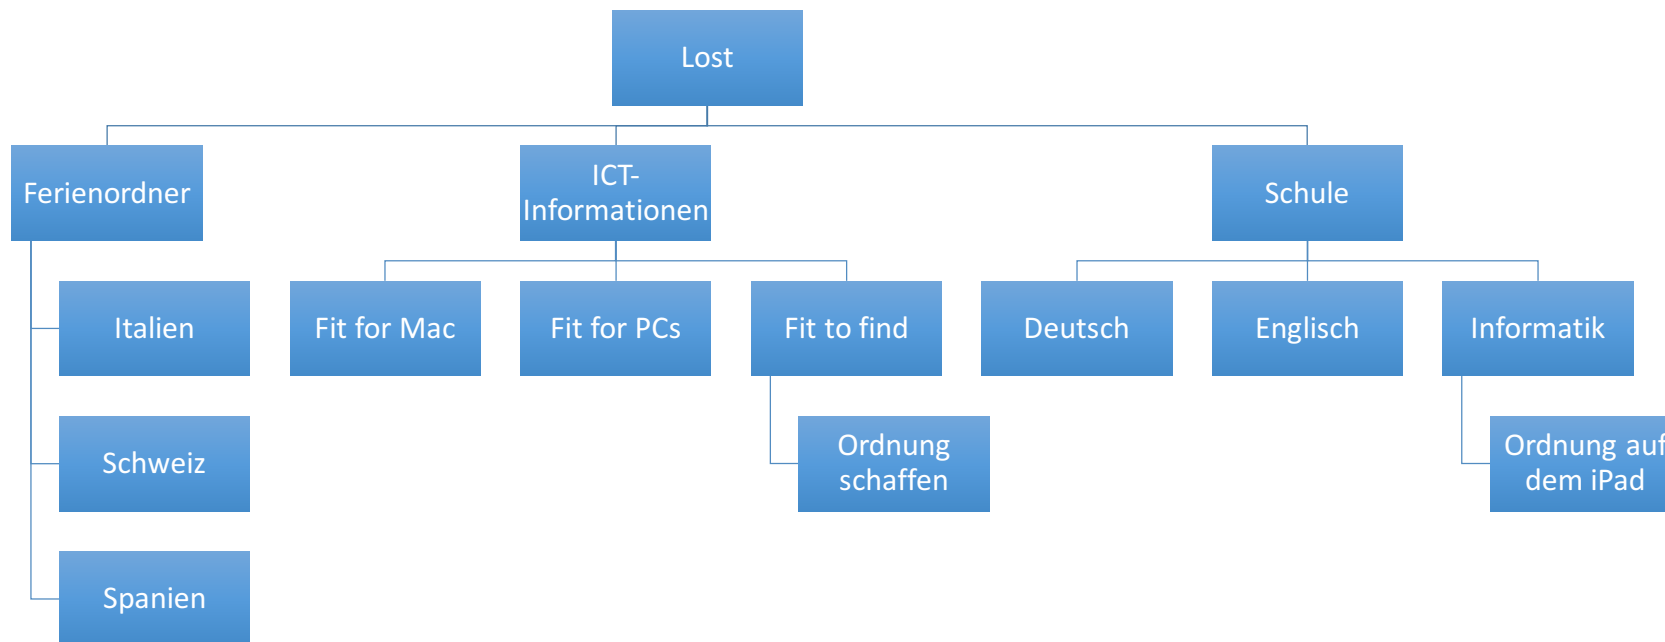 Lost
Ferienordner
ICT-
Informationen
Schule
Italien
Fit for Mac
Fit for PCs
Fit to find
Deutsch
Englisch
Informatik
Schweiz
Ordnung
schaffen
Ordnung auf
dem iPad
Spanien